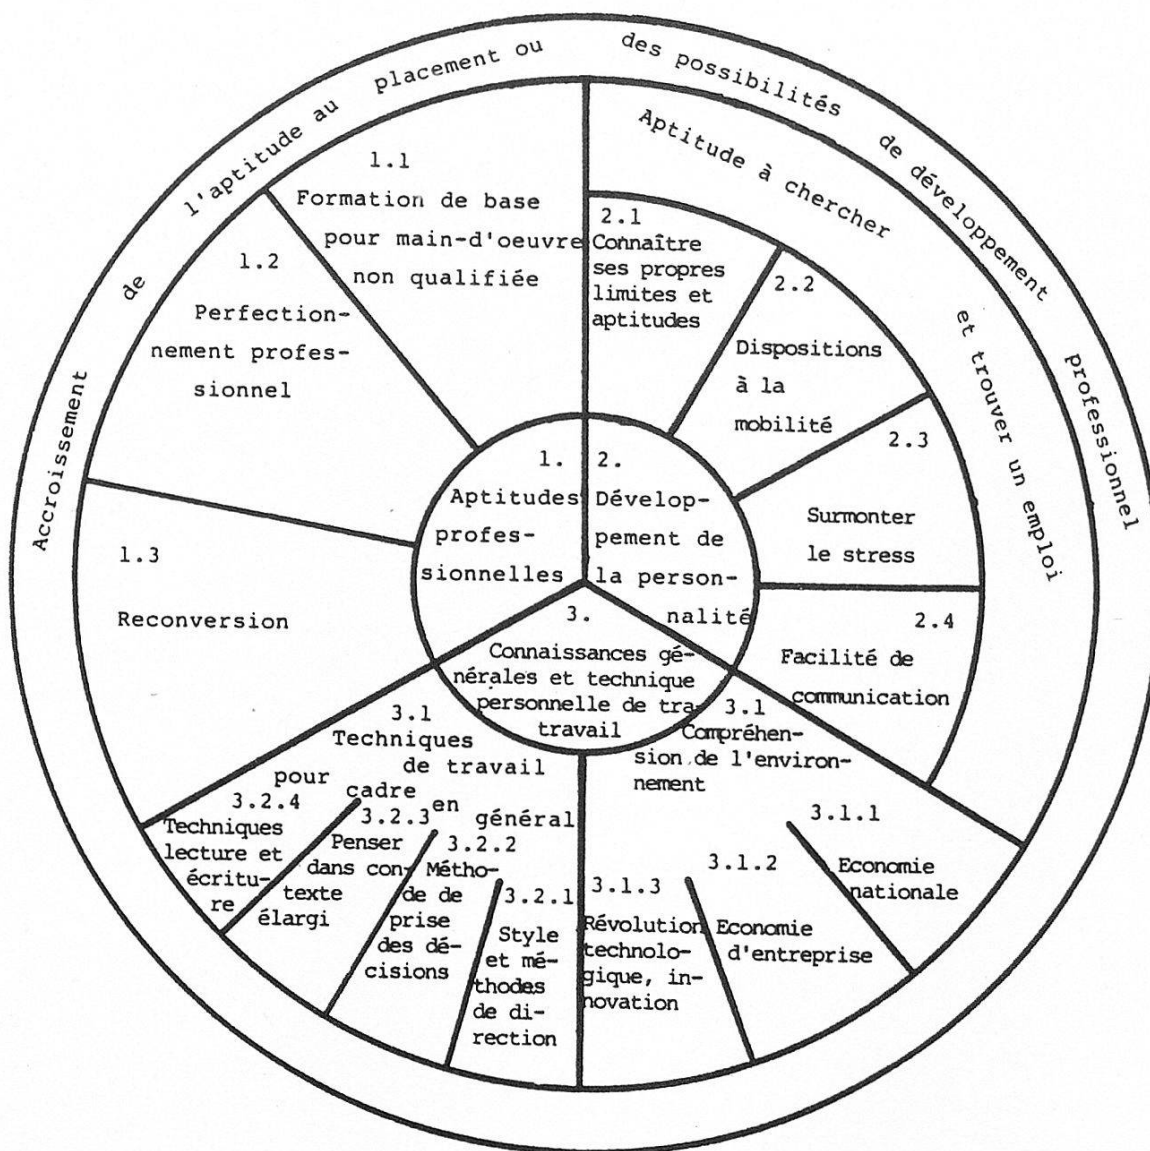 Accroissement de l'aptitude au placement ou des possibilités de développement professionnel
Aptitude à chercher et trouver un emploi
1.1
Formation de base
pour main-d'oeuvre
non qualifiée
1.2
Perfection-
nement profes-
sionnel
1.3
Reconversion
2.1
Connaître
ses propres
limites et
aptitudes
2.2
Dispositions
à la
mobilité
2.3
Surmonter
le stress
2.4
Facilité de
communication
1.
Aptitudes
profes-
sionnelles
2.
Dévelop-
pement de
la person-
nalité
3.
Connaissances gé-
nérales et technique
personnelle de tra-
travail
3.1
Techniques
de travail
pour cadre en général
3.2.4
Techniques
lecture et
écritu-
re
3.2.3
Penser
dans con-
texte
élargi
3.2.2
Métho-
de de
prise
des dé-
cisions
3.2.1
Style
et mé-
thodes
de di-
rection
3.1
Compréhen-
sion de l'environ-
nement
3.1.3
Révolution
technolo-
gique, in-
novation
3.1.2
Economie
d'entreprise
3.1.1
Economie
nationale